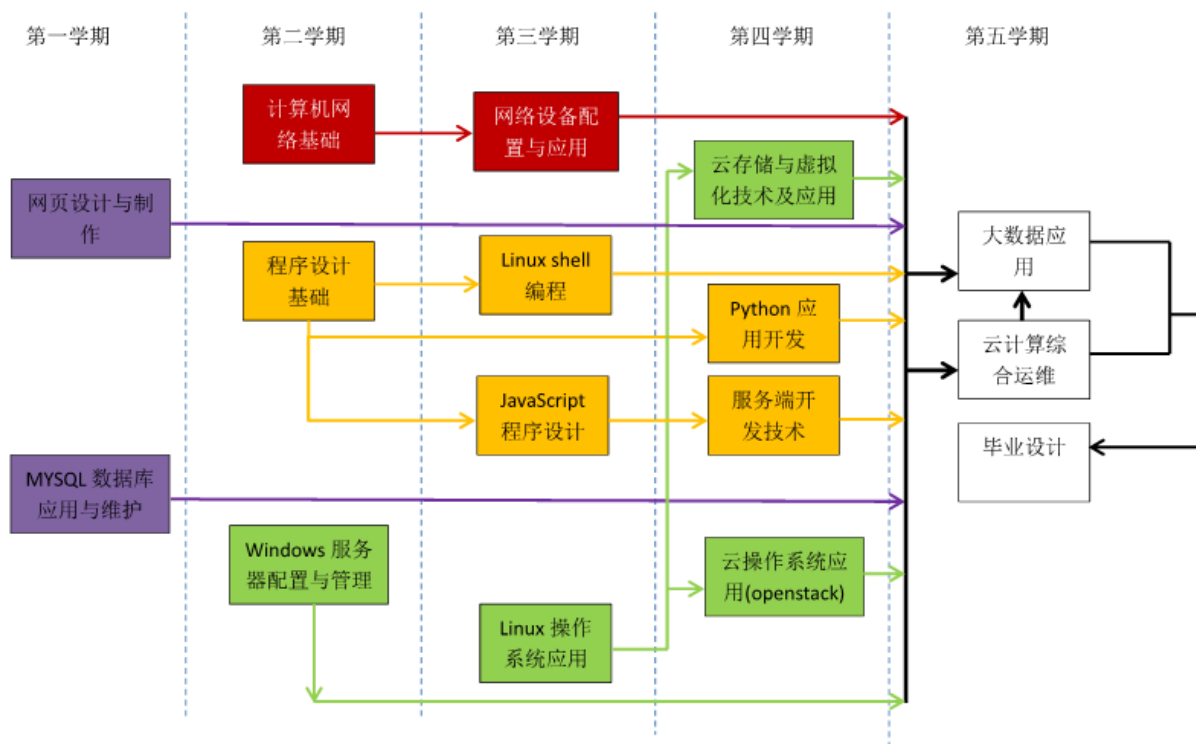 第一学期
第二学期
第三学期
第四学期
第五学期
计算机网
络基础
网络设备配
置与应用
云存储与虚拟
化技术及应用
网页设计与制
作
程序设计
基础
Linux shell
编程
大数据应
用
Python 应
用开发
云计算综
合运维
JavaScript
程序设计
服务端开
发技术
毕业设计
MYSQL 数据库
应用与维护
Windows 服务
器配置与管理
云操作系统应
用(openstack)
Linux 操作
系统应用